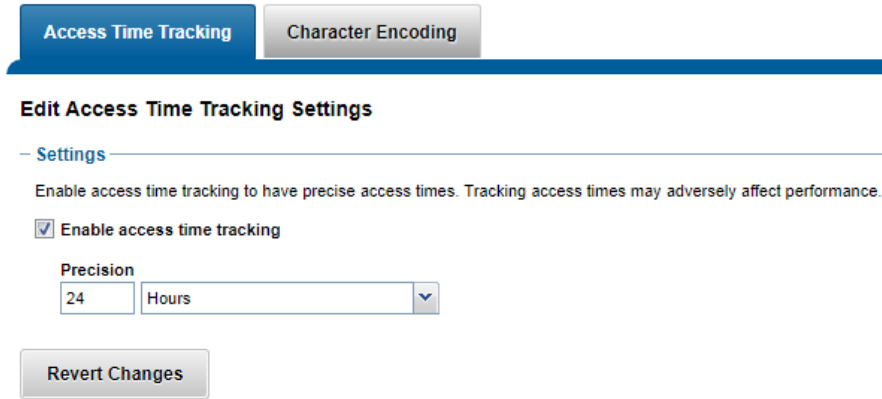 Access Time Tracking
Character Encoding
Edit Access Time Tracking Settings
Settings
Enable access time tracking to have precise access times. Tracking access times may adversely affect performance.
Enable access time tracking
Precision
24 Hours
Revert Changes